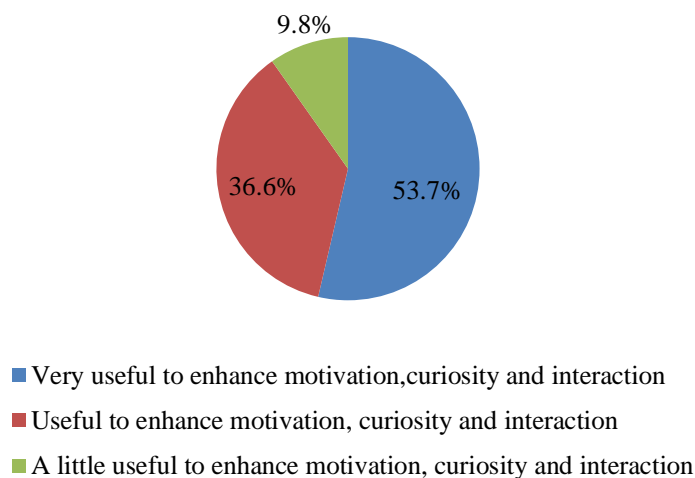 9.8%
36.6%
53.7%
Very useful to enhance motivation,curiosity and interaction
Useful to enhance motivation, curiosity and interaction
A little useful to enhance motivation, curiosity and interaction